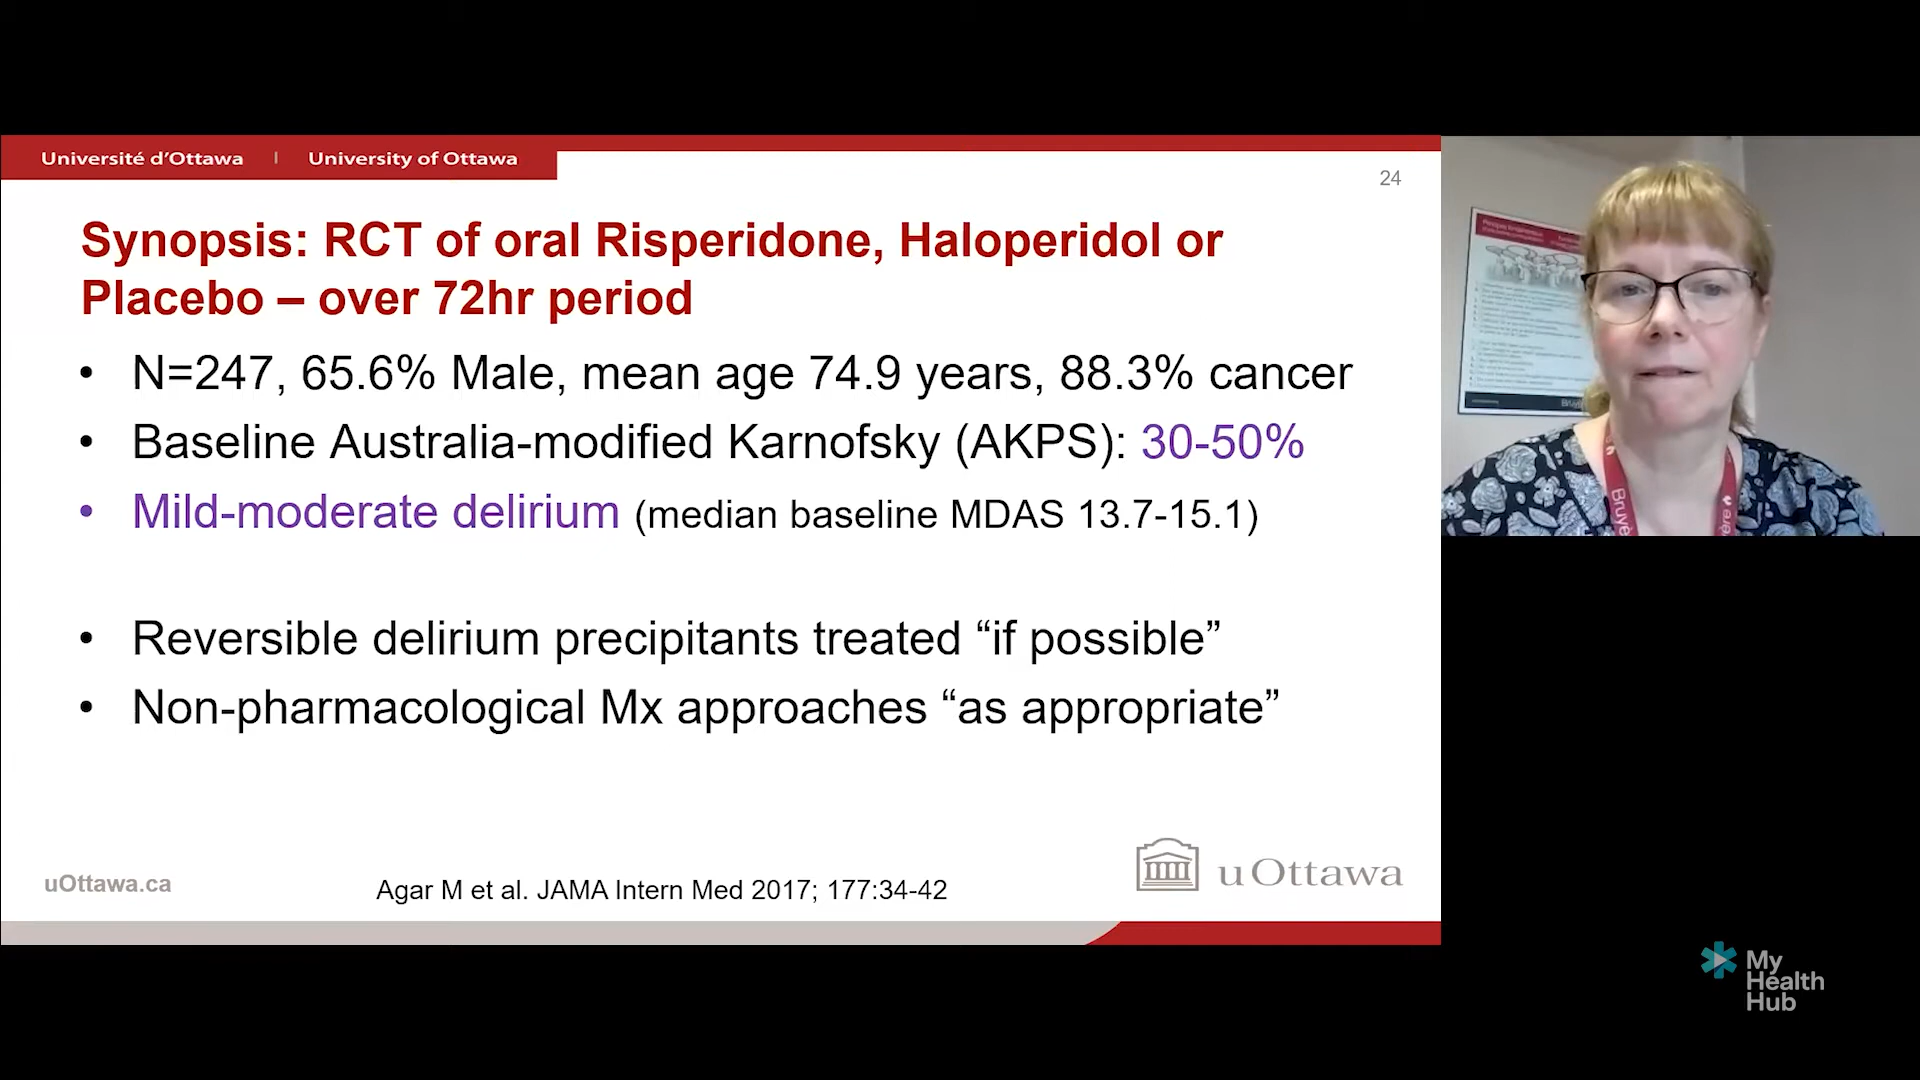 Université d'Ottawa | University of Ottawa
24
Synopsis: RCT of oral Risperidone, Haloperidol or
Placebo – over 72hr period
• N=247, 65.6% Male, mean age 74.9 years, 88.3% cancer
• Baseline Australia-modified Karnofsky (AKPS): 30-50%
• Mild-moderate delirium (median baseline MDAS 13.7-15.1)
• Reversible delirium precipitants treated “if possible”
• Non-pharmacological Mx approaches “as appropriate”
uOttawa.ca
Agar M et al. JAMA Intern Med 2017; 177:34-42
uOttawa
My
Health
Hub